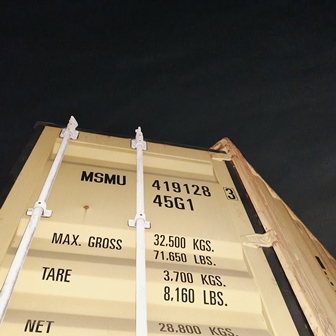 MSMU 419128 3
45G1
MAX. GROSS 32.500 KGS.
71.650 LBS.
TARE 3.700 KGS.
8.160 LBS.
NET 28.800 KGS.